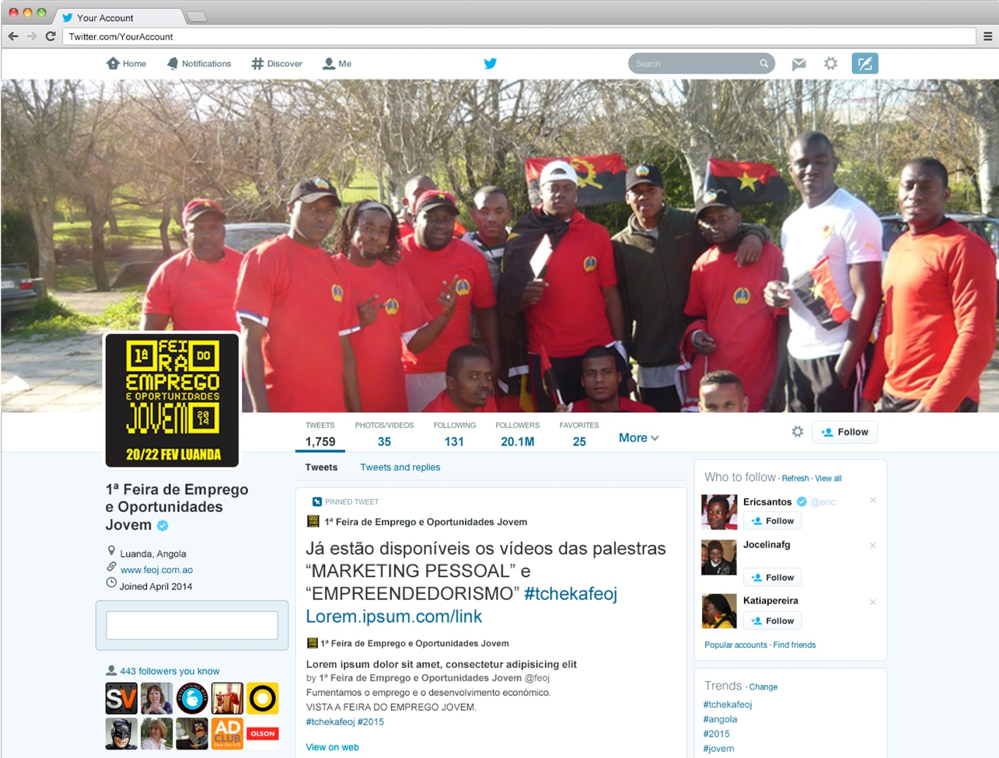 Your Account
Twitter.com/YourAccount
Home
Notifications
Discover
Me
Search
1ª FEIRA DO
EMPREGO
E OPORTUNIDADES
JOVEM 2014
20/22 FEV LUANDA
TWEETS
1,759
PHOTOS/VIDEOS
35
FOLLOWING
131
FOLLOWERS
20.1M
FAVORITES
25
More
Follow
1ª Feira de Emprego
e Oportunidades
Jovem
Luanda, Angola
www.feoj.com.ao
Joined April 2014
443 followers you know
SV
ADVERTISING WEEK
AD
CLUB
(Are You In?)
OLSON
Tweets
Tweets and replies
PINNED TWEET
1ª Feira de Emprego e Oportunidades Jovem
Já estão disponíveis os vídeos das palestras
“MARKETING PESSOAL” e
“EMPREENDEDORISMO” #tchekafeoj
Lorem.ipsum.com/link
1ª Feira de Emprego e Oportunidades Jovem
Lorem ipsum dolor sit amet, consectetur adipisicing elit
by 1ª Feira de Emprego e Oportunidades Jovem @feoj
Fumentamos o emprego e o desenvolvimento económico.
VISTA A FEIRA DO EMPREGO JOVEM.
#tchekafeoj #2015
View on web
Who to follow · Refresh · View all
Ericsantos @eric
Follow
Jocelinafg
Follow
Katiapereira
Follow
Popular accounts · Find friends
Trends · Change
#tchekafeoj
#angola
#2015
#jovem